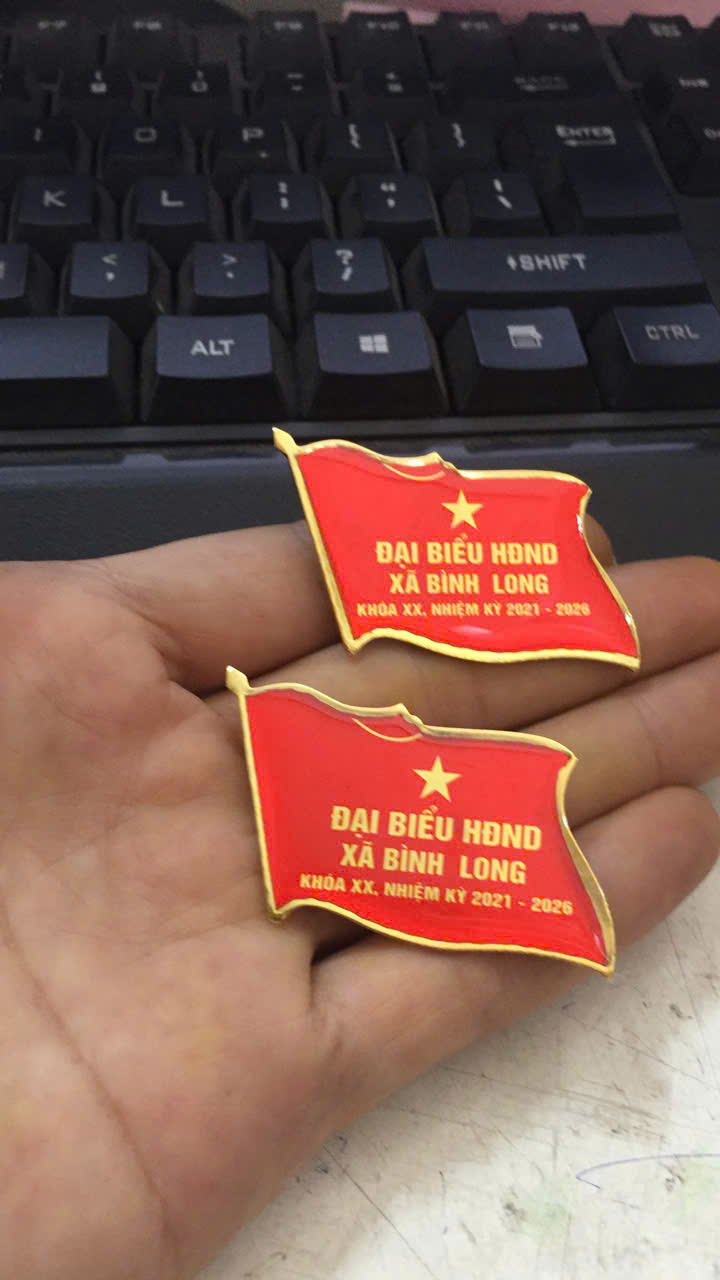 ENTER
K L
SHIFT
ALT
CTRL
ĐẠI BIỂU HĐND
XÃ BÌNH LONG
KHÓA XX, NHIỆM KỲ 2021 - 2026
ĐẠI BIỂU HĐND
XÃ BÌNH LONG
KHÓA XX, NHIỆM KỲ 2021 - 2026